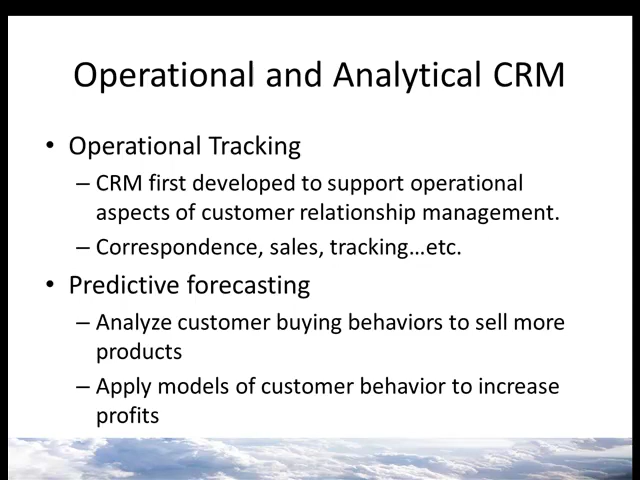 Operational and Analytical CRM
• Operational Tracking
– CRM first developed to support operational
aspects of customer relationship management.
– Correspondence, sales, tracking…etc.
• Predictive forecasting
– Analyze customer buying behaviors to sell more
products
– Apply models of customer behavior to increase
profits